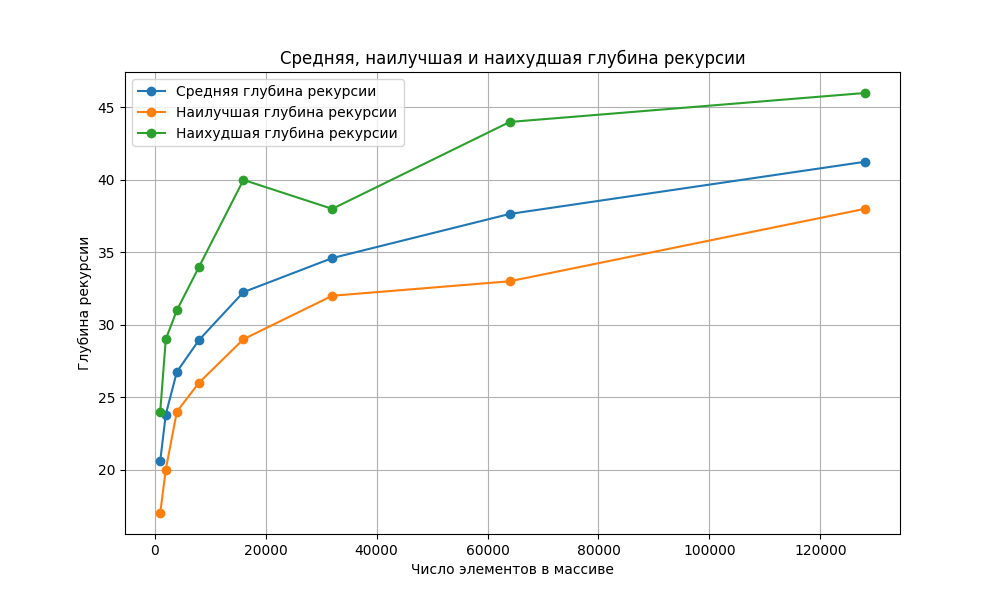 Средняя, наилучшая и наихудшая глубина рекурсии
Средняя глубина рекурсии
Наилучшая глубина рекурсии
Наихудшая глубина рекурсии
Глубина рекурсии
45
40
35
30
25
20
0 20000 40000 60000 80000 100000 120000
Число элементов в массиве